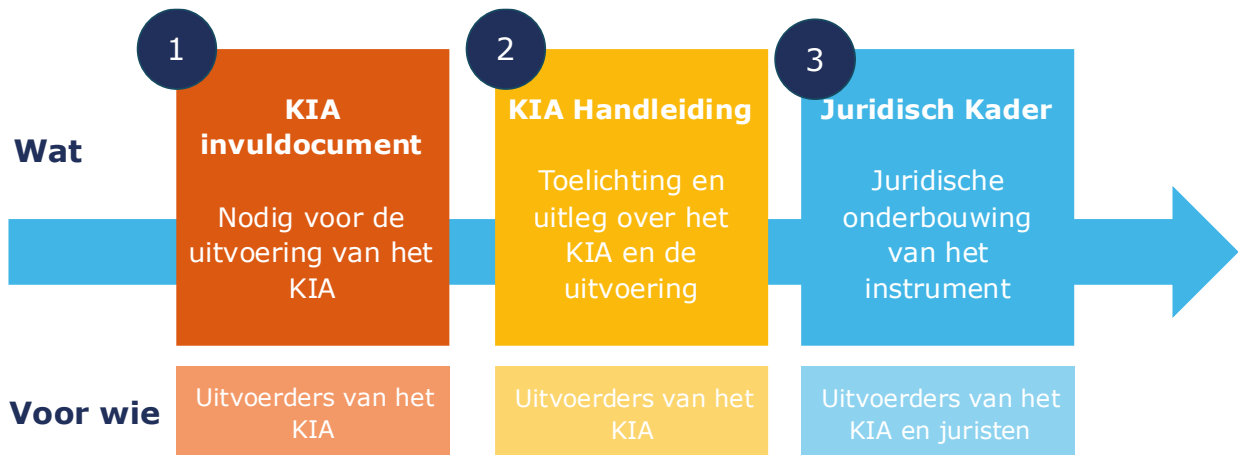 1
2
3
Wat
KIA
invuldocument
Nodig voor de
uitvoering van het
KIA
KIA Handleiding
Toelichting en
uitleg over het
KIA en de
uitvoering
Juridisch Kader
Juridische
onderbouwing
van het
instrument
Voor wie
Uitvoerders van het
KIA
Uitvoerders van het
KIA
Uitvoerders van het
KIA en juristen